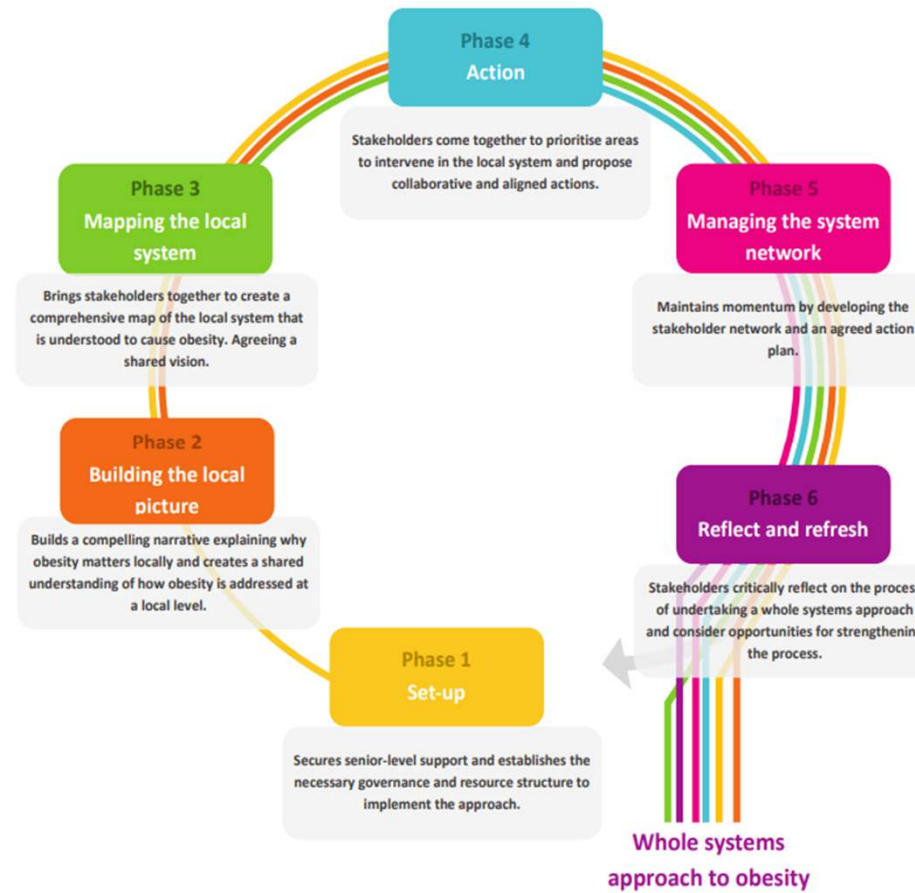 Phase 4
Action
Stakeholders come together to prioritise areas
to intervene in the local system and propose
collaborative and aligned actions.
Phase 3
Mapping the local
system
Brings stakeholders together to create a
comprehensive map of the local system that
is understood to cause obesity. Agreeing a
shared vision.
Phase 5
Managing the system
network
Maintains momentum by developing the
stakeholder network and an agreed action
plan.
Phase 2
Building the local
picture
Builds a compelling narrative explaining why
obesity matters locally and creates a shared
understanding of how obesity is addressed at
a local level.
Phase 6
Reflect and refresh
Stakeholders critically reflect on the proces
of undertaking a whole systems approach
and consider opportunities for strengthenin
the process.
Phase 1
Set-up
Secures senior-level support and establishes the
necessary governance and resource structure to
implement the approach.
Whole systems
approach to obesity